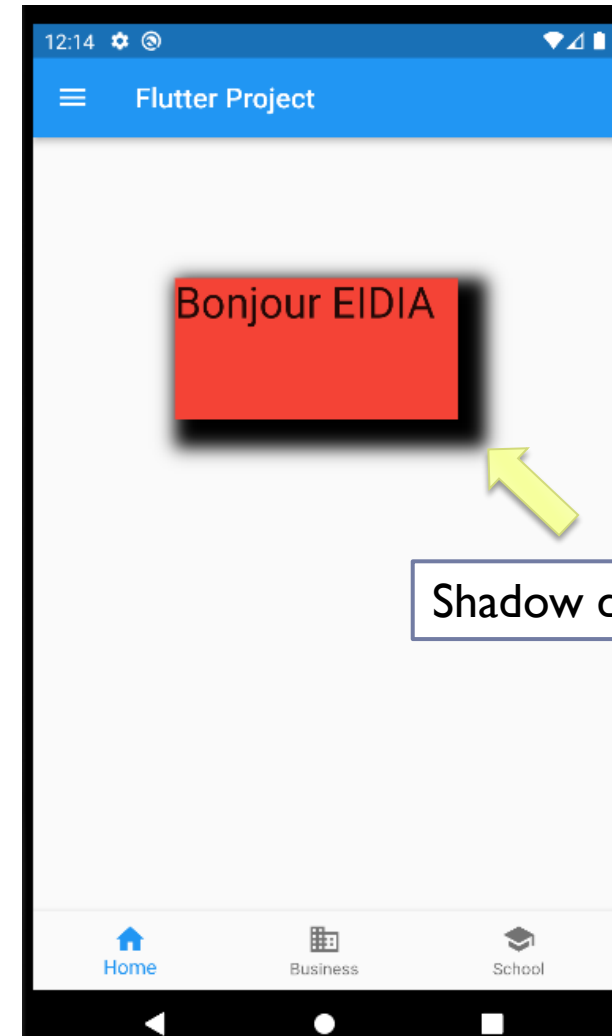 12:14
Flutter Project
Bonjour EIDIA
Shadow
Home
Business
School